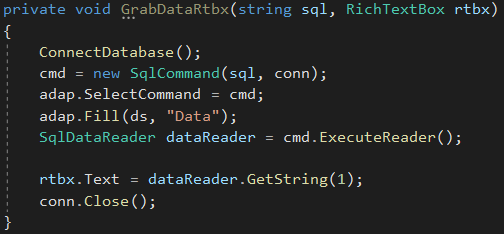 private void GrabDataRtbx(string sql, RichTextBox rtbx)
{
ConnectDatabase();
cmd = new SqlCommand(sql, conn);
adap.SelectCommand = cmd;
adap.Fill(ds, "Data");
SqlDataReader dataReader = cmd.ExecuteReader();
rtbx.Text = dataReader.GetString(1);
conn.Close();
}